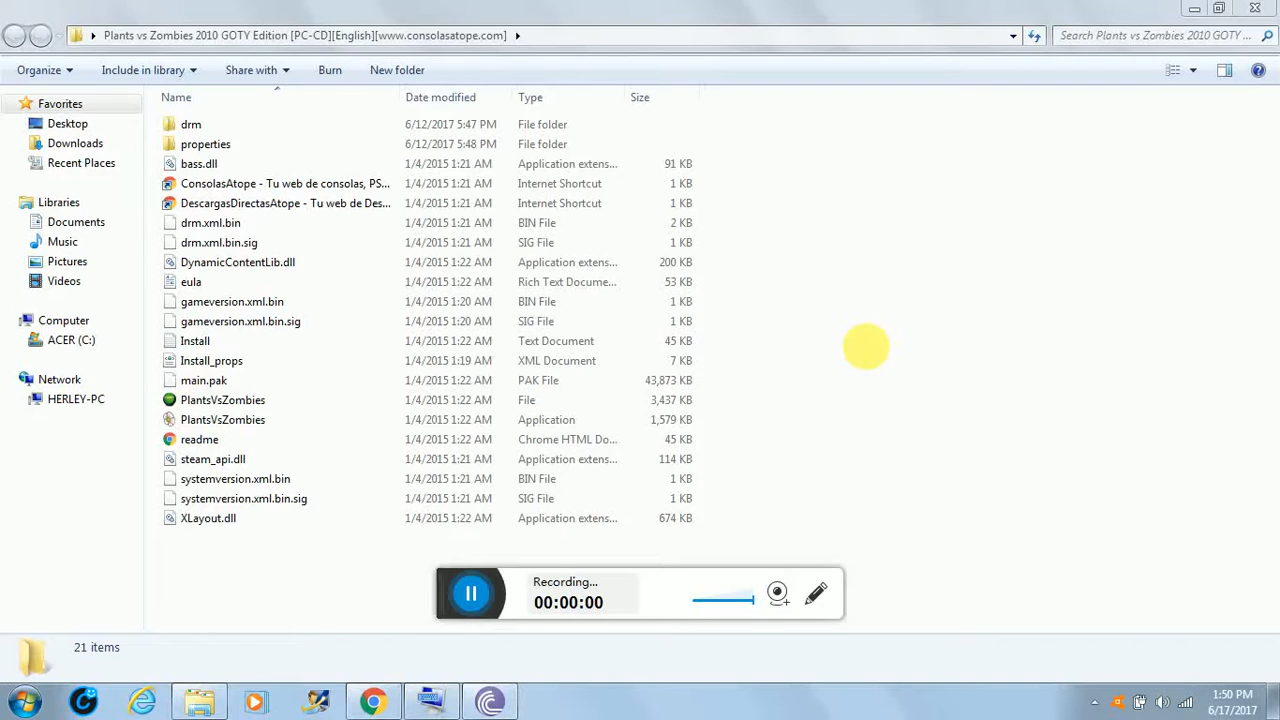 Plants vs Zombies 2010 GOTY Edition [PC-CD][English][www.consolasatope.com]
Search Plants vs Zombies 2010 GOTY ...
Organize Include in library Share with Burn New folder
Favorites
Desktop
Downloads
Recent Places
Libraries
Documents
Music
Pictures
Videos
Computer
ACER (C:)
Network
HERLEY-PC
Name Date modified Type Size
drm 6/12/2017 5:47 PM File folder
properties 6/12/2017 5:48 PM File folder
bass.dll 1/4/2015 1:21 AM Application extens... 91 KB
ConsolasAtope - Tu web de consolas, PS... 1/4/2015 1:21 AM Internet Shortcut 1 KB
DescargasDirectasAtope - Tu web de Des... 1/4/2015 1:21 AM Internet Shortcut 1 KB
drm.xml.bin 1/4/2015 1:21 AM BIN File 2 KB
drm.xml.bin.sig 1/4/2015 1:21 AM SIG File 1 KB
DynamicContentLib.dll 1/4/2015 1:22 AM Application extens... 200 KB
eula 1/4/2015 1:22 AM Rich Text Docume... 53 KB
gameversion.xml.bin 1/4/2015 1:20 AM BIN File 1 KB
gameversion.xml.bin.sig 1/4/2015 1:20 AM SIG File 1 KB
Install 1/4/2015 1:22 AM Text Document 45 KB
Install_props 1/4/2015 1:19 AM XML Document 7 KB
main.pak 1/4/2015 1:22 AM PAK File 43,873 KB
PlantsVsZombies 1/4/2015 1:22 AM File 3,437 KB
PlantsVsZombies 1/4/2015 1:22 AM Application 1,579 KB
readme 1/4/2015 1:22 AM Chrome HTML Do... 45 KB
steam_api.dll 1/4/2015 1:21 AM Application extens... 114 KB
systemversion.xml.bin 1/4/2015 1:21 AM BIN File 1 KB
systemversion.xml.bin.sig 1/4/2015 1:21 AM SIG File 1 KB
XLayout.dll 1/4/2015 1:22 AM Application extens... 674 KB
Recording...
00:00:00
21 items
1:50 PM
6/17/2017